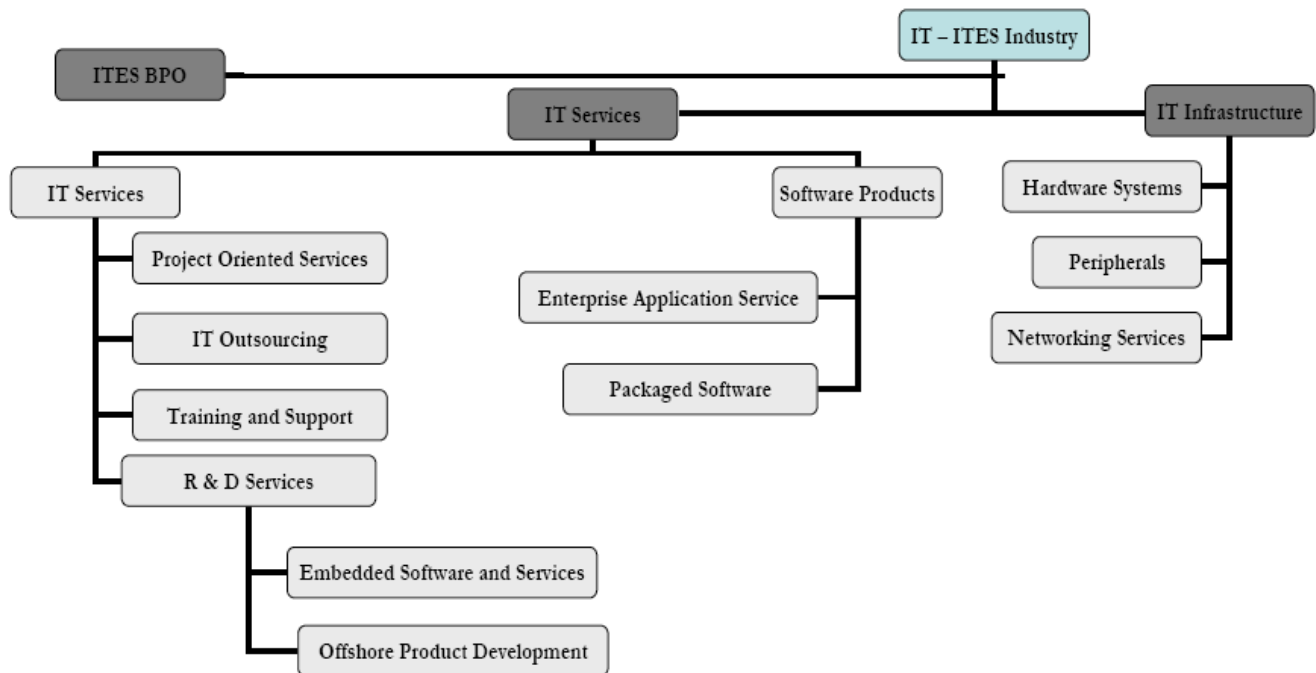 IT – ITES Industry
ITES BPO
IT Services
IT Infrastructure
IT Services
Software Products
Hardware Systems
Project Oriented Services
Peripherals
Enterprise Application Service
IT Outsourcing
Networking Services
Packaged Software
Training and Support
R & D Services
Embedded Software and Services
Offshore Product Development